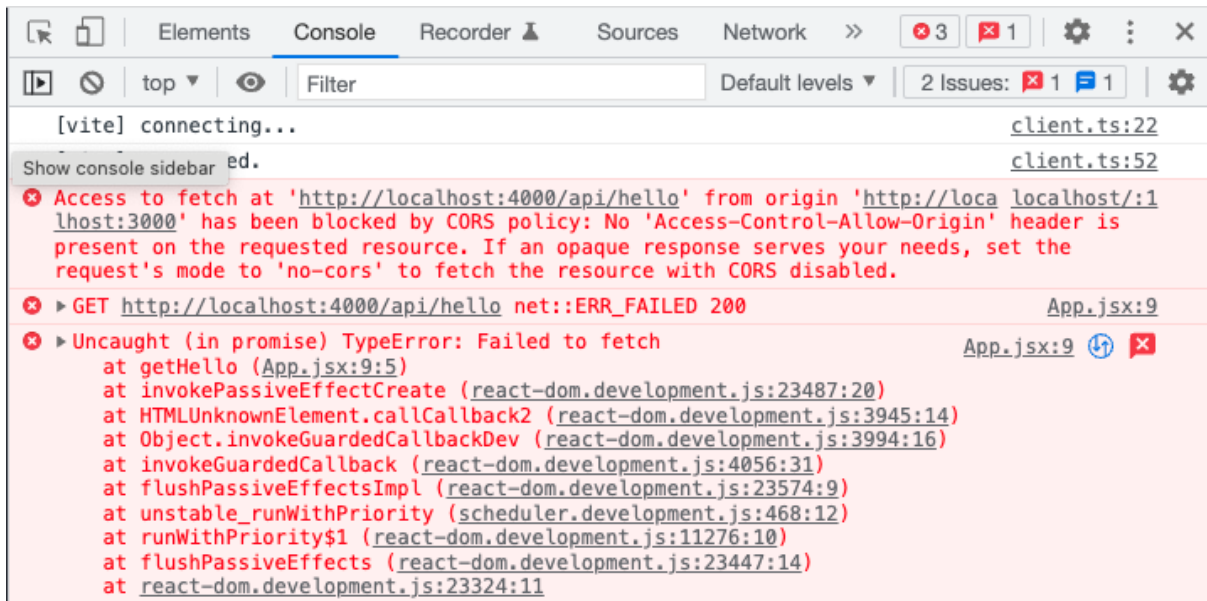 Elements Console Recorder Sources Network >> 3 1
top ▼ Filter Default levels ▼ 2 Issues: 1 1
[vite] connecting... client.ts:22
ed. client.ts:52
Show console sidebar
Access to fetch at 'http://localhost:4000/api/hello' from origin 'http://loca localhost/:1
lhost:3000' has been blocked by CORS policy: No 'Access-Control-Allow-Origin' header is
present on the requested resource. If an opaque response serves your needs, set the
request's mode to 'no-cors' to fetch the resource with CORS disabled.
▶GET http://localhost:4000/api/hello net::ERR_FAILED 200 App.jsx:9
▶Uncaught (in promise) TypeError: Failed to fetch App.jsx:9
at getHello (App.jsx:9:5)
at invokePassiveEffectCreate (react-dom.development.js:23487:20)
at HTMLUnknownElement.callCallback2 (react-dom.development.js:3945:14)
at Object.invokeGuardedCallbackDev (react-dom.development.js:3994:16)
at invokeGuardedCallback (react-dom.development.js:4056:31)
at flushPassiveEffectsImpl (react-dom.development.js:23574:9)
at unstable_runWithPriority (scheduler.development.js:468:12)
at runWithPriority$1 (react-dom.development.js:11276:10)
at flushPassiveEffects (react-dom.development.js:23447:14)
at react-dom.development.js:23324:11